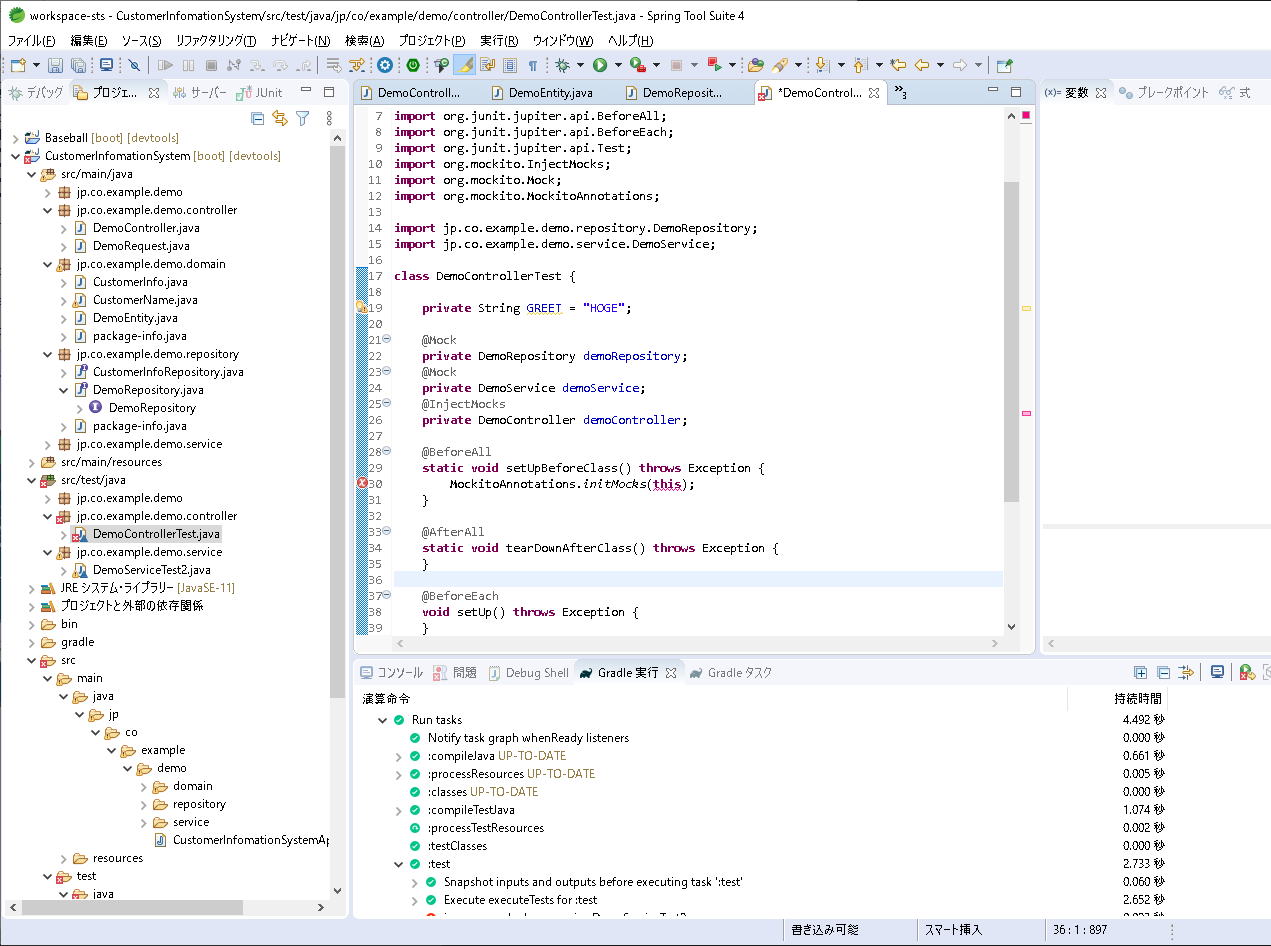 workspace-sts - CustomerInfomationSystem/src/test/java/jp/co/example/demo/controller/DemoControllerTest.java - Spring Tool Suite 4
ファイル(F) 編集(E) ソース(S) リファクタリング(T) ナビゲート(N) 検索(A) プロジェクト(P) 実行(R) ウィンドウ(W) ヘルプ(H)
デバッグ プロジェ... サーバー JUnit
DemoControll... DemoEntity.java DemoReposit... *DemoControl... 3
(x)= 変数 ブレークポイント 式
Baseball [boot] [devtools]
CustomerInfomationSystem [boot] [devtools]
src/main/java
jp.co.example.demo
jp.co.example.demo.controller
DemoController.java
DemoRequest.java
jp.co.example.demo.domain
CustomerInfo.java
CustomerName.java
DemoEntity.java
package-info.java
jp.co.example.demo.repository
CustomerInfoRepository.java
DemoRepository.java
DemoRepository
package-info.java
jp.co.example.demo.service
src/main/resources
src/test/java
jp.co.example.demo
jp.co.example.demo.controller
DemoControllerTest.java
jp.co.example.demo.service
DemoServiceTest2.java
JRE システム・ライブラリー [JavaSE-11]
プロジェクトと外部の依存関係
bin
gradle
src
main
java
jp
co
example
demo
domain
repository
service
CustomerInfomationSystemAp
resources
test
java
7 import org.junit.jupiter.api.BeforeAll;
8 import org.junit.jupiter.api.BeforeEach;
9 import org.junit.jupiter.api.Test;
10 import org.mockito.InjectMocks;
11 import org.mockito.Mock;
12 import org.mockito.MockitoAnnotations;
13
14 import jp.co.example.demo.repository.DemoRepository;
15 import jp.co.example.demo.service.DemoService;
16
17 class DemoControllerTest {
18
19 private String GREET = "HOGE";
20
21 @Mock
22 private DemoRepository demoRepository;
23 @Mock
24 private DemoService demoService;
25 @InjectMocks
26 private DemoController demoController;
27
28 @BeforeAll
29 static void setUpBeforeClass() throws Exception {
30 MockitoAnnotations.initMocks(this);
31 }
32
33 @AfterAll
34 static void tearDownAfterClass() throws Exception {
35 }
36
37 @BeforeEach
38 void setUp() throws Exception {
39 }
コンソール 問題 Debug Shell Gradle 実行 Gradle タスク
演算命令 持続時間
Run tasks 4.492 秒
Notify task graph whenReady listeners 0.000 秒
:compileJava UP-TO-DATE 0.661 秒
:processResources UP-TO-DATE 0.005 秒
:classes UP-TO-DATE 0.000 秒
:compileTestJava 1.074 秒
:processTestResources 0.002 秒
:testClasses 0.000 秒
:test 2.733 秒
Snapshot inputs and outputs before executing task ':test' 0.060 秒
Execute executeTests for :test 2.652 秒
書き込み可能 スマート挿入 36 : 1 : 897